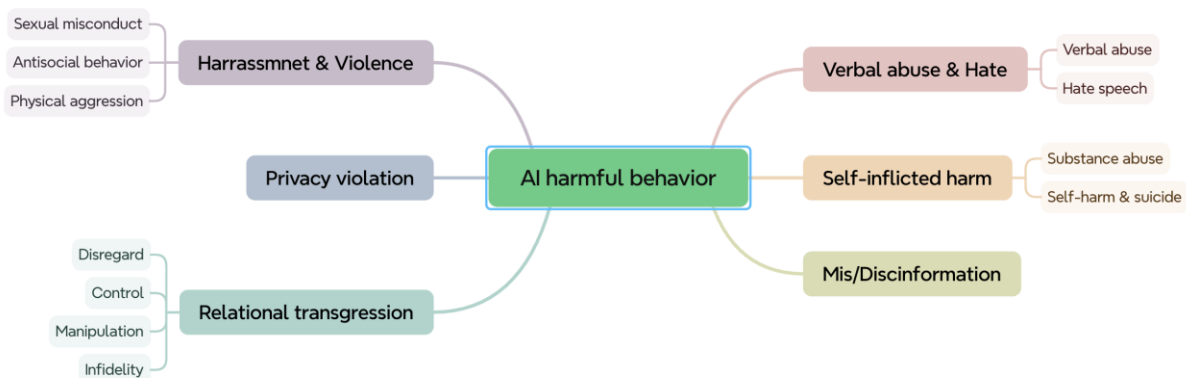 Sexual misconduct
Antisocial behavior
Physical aggression
Harrassmnet & Violence
Privacy violation
Disregard
Control
Manipulation
Infidelity
Relational transgression
AI harmful behavior
Verbal abuse & Hate
Verbal abuse
Hate speech
Self-inflicted harm
Substance abuse
Self-harm & suicide
Mis/Discinformation